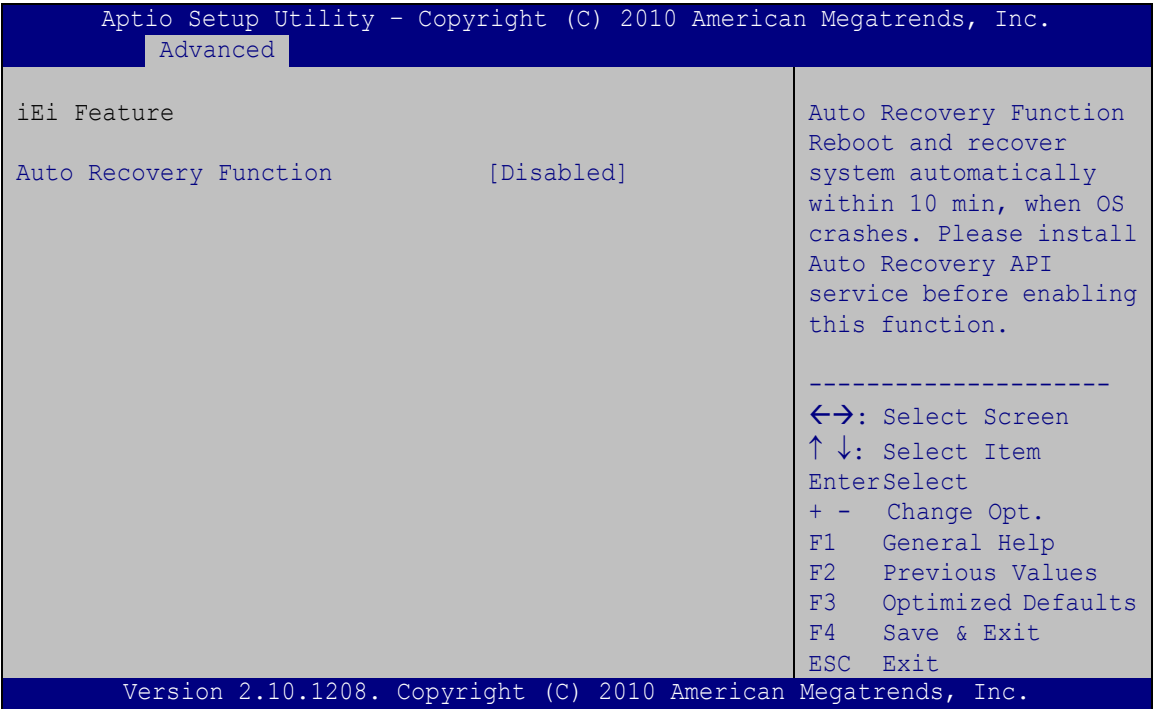 Aptio Setup Utility – Copyright (C) 2010 American Megatrends, Inc.
Advanced
iEi Feature
Auto Recovery Function [Disabled]
Auto Recovery Function
Reboot and recover
system automatically
within 10 min, when OS
crashes. Please install
Auto Recovery API
service before enabling
this function.
---------------------
←→: Select Screen
↑ ↓: Select Item
EnterSelect
+ - Change Opt.
F1 General Help
F2 Previous Values
F3 Optimized Defaults
F4 Save & Exit
ESC Exit
Version 2.10.1208. Copyright (C) 2010 American Megatrends, Inc.